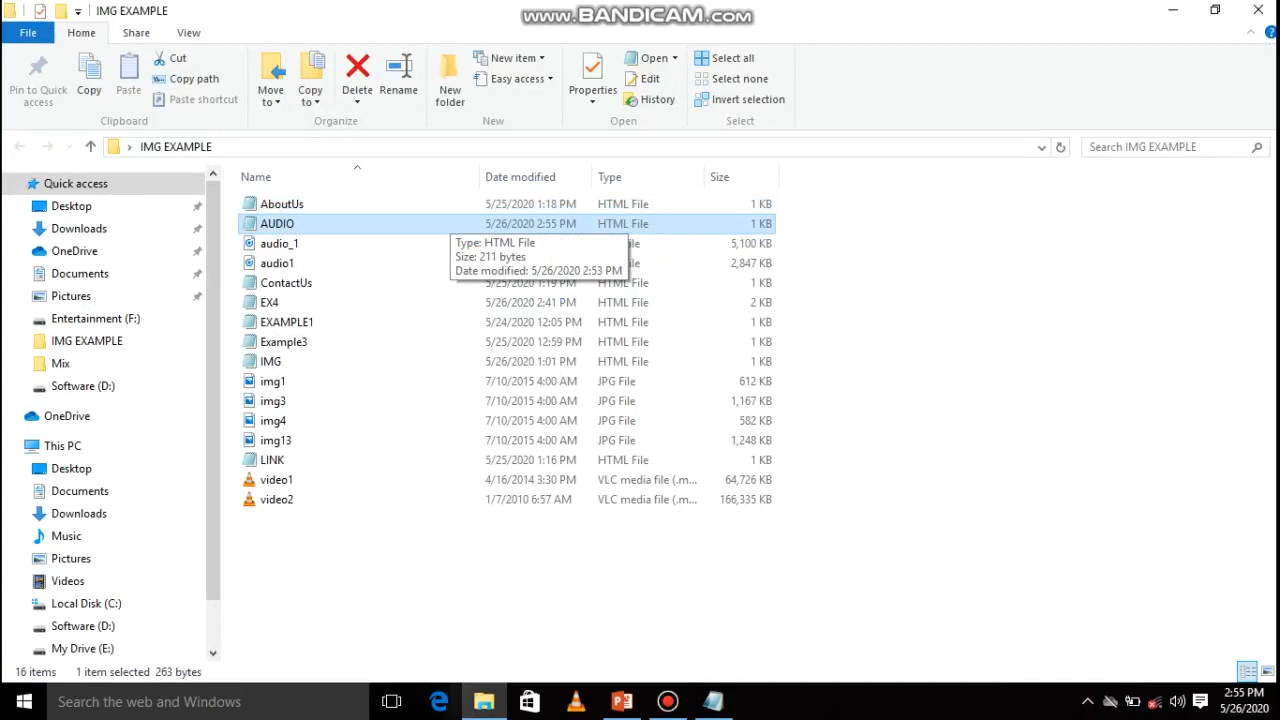 IMG EXAMPLE
www.BANDICAM.com
File Home Share View
Pin to Quick access
Copy
Paste
Cut
Copy path
Paste shortcut
Clipboard
Move to
Copy to
Delete
Rename
Organize
New folder
New item
Easy access
New
Properties
Open
Edit
History
Open
Select all
Select none
Invert selection
Select
IMG EXAMPLE
Search IMG EXAMPLE
Quick access
Desktop
Downloads
OneDrive
Documents
Pictures
Entertainment (F:)
IMG EXAMPLE
Mix
Software (D:)
OneDrive
This PC
Desktop
Documents
Downloads
Music
Pictures
Videos
Local Disk (C:)
Software (D:)
My Drive (E:)
Name Date modified Type Size
AboutUs 5/25/2020 1:18 PM HTML File 1 KB
AUDIO 5/26/2020 2:55 PM HTML File 1 KB
audio_1 5,100 KB
audio1 2,847 KB
Type: HTML File
Size: 211 bytes
Date modified: 5/26/2020 2:53 PM
ContactUs 5/25/2020 1:19 PM HTML File 1 KB
EX4 5/26/2020 2:41 PM HTML File 2 KB
EXAMPLE1 5/24/2020 12:05 PM HTML File 1 KB
Example3 5/25/2020 12:59 PM HTML File 1 KB
IMG 5/26/2020 1:01 PM HTML File 1 KB
img1 7/10/2015 4:00 AM JPG File 612 KB
img3 7/10/2015 4:00 AM JPG File 1,167 KB
img4 7/10/2015 4:00 AM JPG File 582 KB
img13 7/10/2015 4:00 AM JPG File 1,248 KB
LINK 5/25/2020 1:16 PM HTML File 1 KB
video1 4/16/2014 3:30 PM VLC media file (.m... 64,726 KB
video2 1/7/2010 6:57 AM VLC media file (.m... 166,335 KB
16 items 1 item selected 263 bytes
Search the web and Windows
2:55 PM
5/26/2020